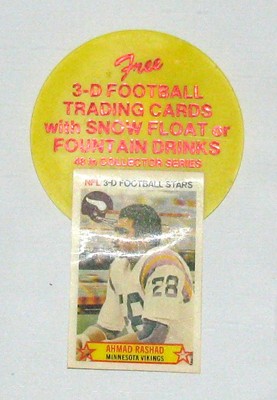 Free
3-D FOOTBALL
TRADING CARDS
with SNOW FLOAT or
FOUNTAIN DRINKS
48 in COLLECTOR SERIES
NFL 3-D FOOTBALL STARS
28
28
AHMAD RASHAD
MINNESOTA VIKINGS